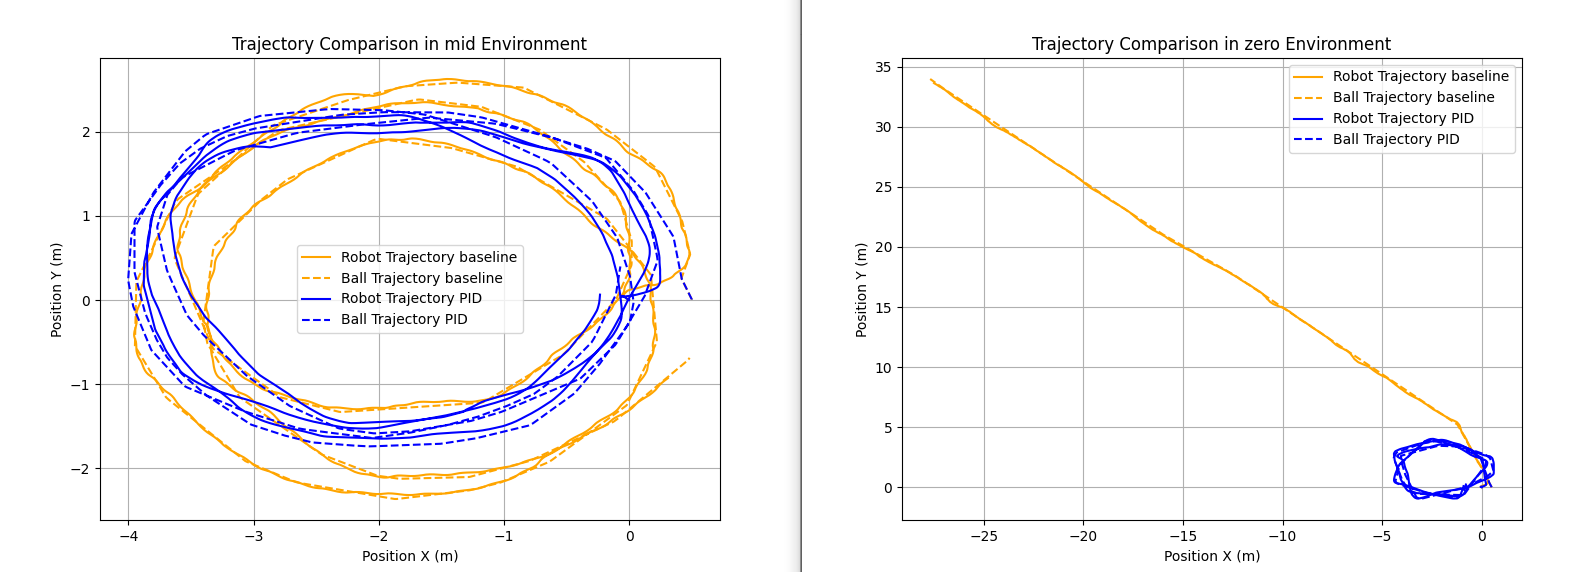 Trajectory Comparison in mid Environment
Position Y (m)
2
1
0
−1
−2
Robot Trajectory baseline
Ball Trajectory baseline
Robot Trajectory PID
Ball Trajectory PID
−4 −3 −2 −1 0
Position X (m)
Trajectory Comparison in zero Environment
Position Y (m)
35
30
25
20
15
10
5
0
Robot Trajectory baseline
Ball Trajectory baseline
Robot Trajectory PID
Ball Trajectory PID
−25 −20 −15 −10 −5 0
Position X (m)